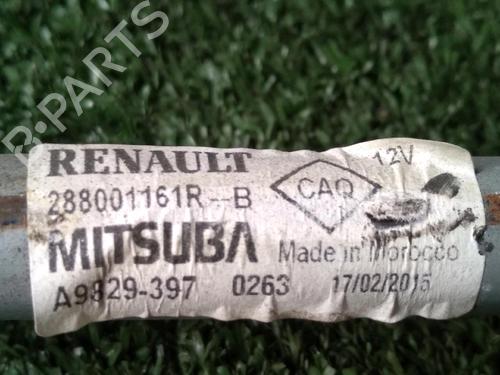 B-PARTS
RENAULT
288001161R--B
CAQ
12V
MITSUBA
Made in Morocco
A9829-397 0263 17/02/2015